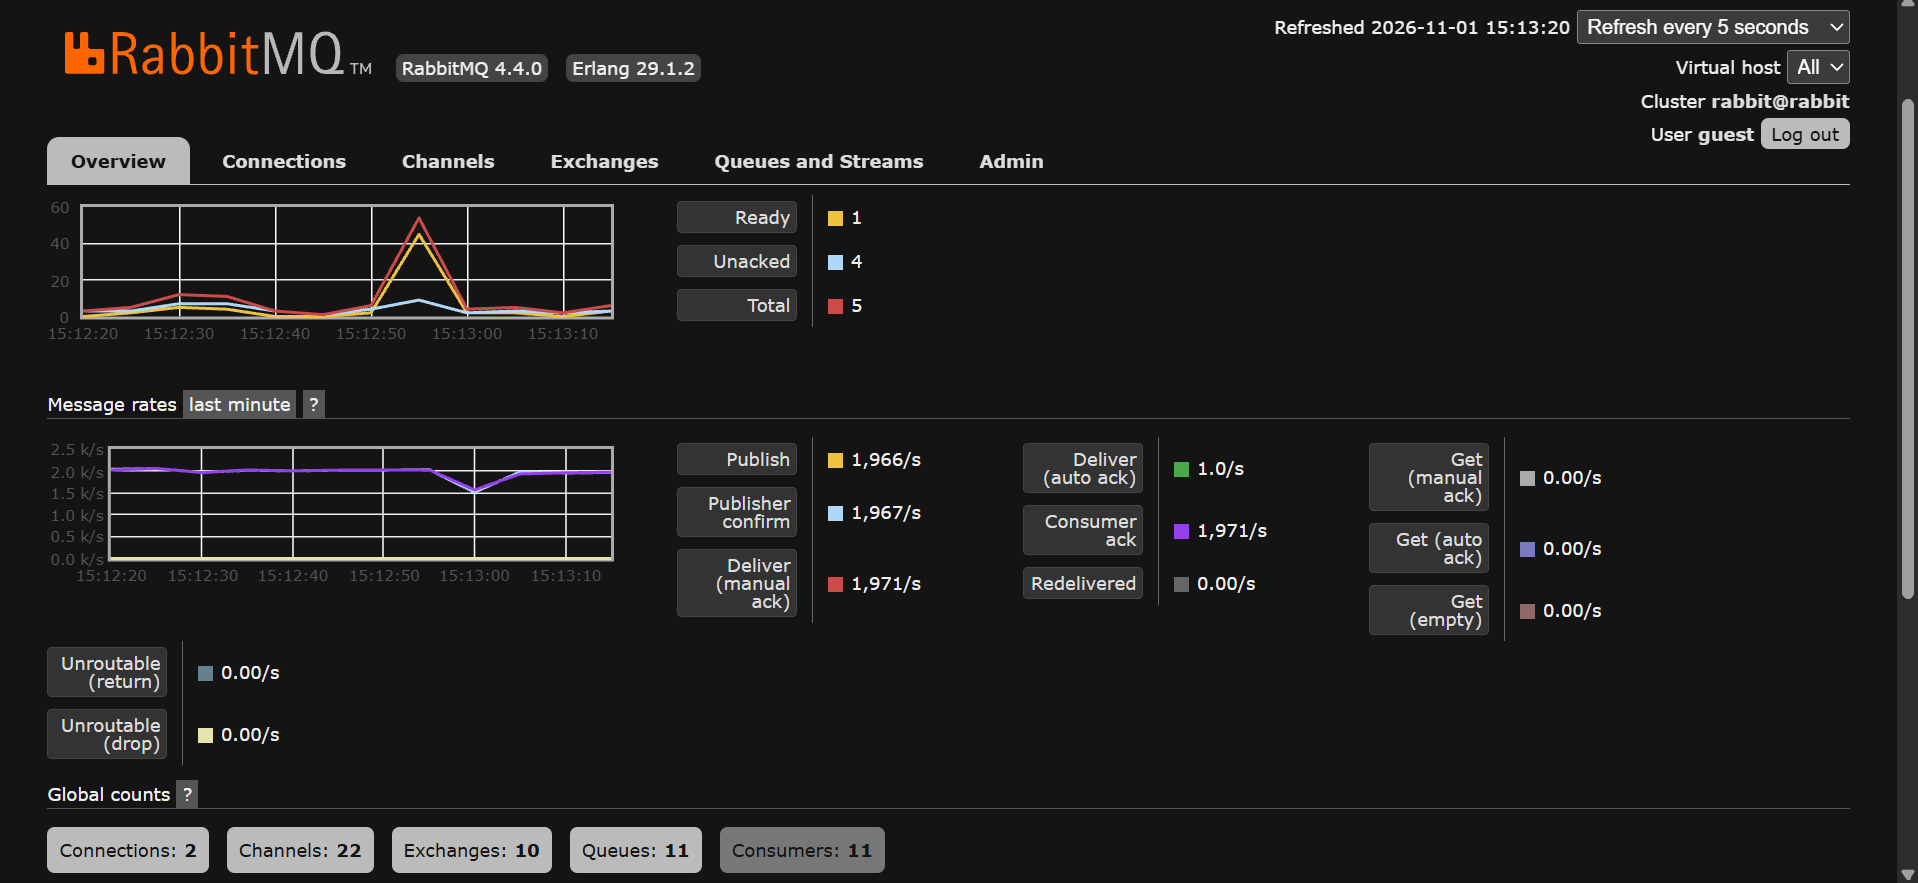 RabbitMQ TM RabbitMQ 4.4.0 Erlang 29.1.2
Refreshed 2026-11-01 15:13:20 Refresh every 5 seconds
Virtual host All
Cluster rabbit@rabbit
User guest Log out
Overview Connections Channels Exchanges Queues and Streams Admin
60
40
20
0
15:12:20 15:12:30 15:12:40 15:12:50 15:13:00 15:13:10
Ready 1
Unacked 4
Total 5
Message rates last minute ?
2.5 k/s
2.0 k/s
1.5 k/s
1.0 k/s
0.5 k/s
0.0 k/s
15:12:20 15:12:30 15:12:40 15:12:50 15:13:00 15:13:10
Publish 1,966/s
Publisher
confirm 1,967/s
Deliver
(manual
ack) 1,971/s
Deliver
(auto ack) 1.0/s
Consumer
ack 1,971/s
Redelivered 0.00/s
Get
(manual
ack) 0.00/s
Get (auto
ack) 0.00/s
Get
(empty) 0.00/s
Unroutable
(return) 0.00/s
Unroutable
(drop) 0.00/s
Global counts ?
Connections: 2 Channels: 22 Exchanges: 10 Queues: 11 Consumers: 11